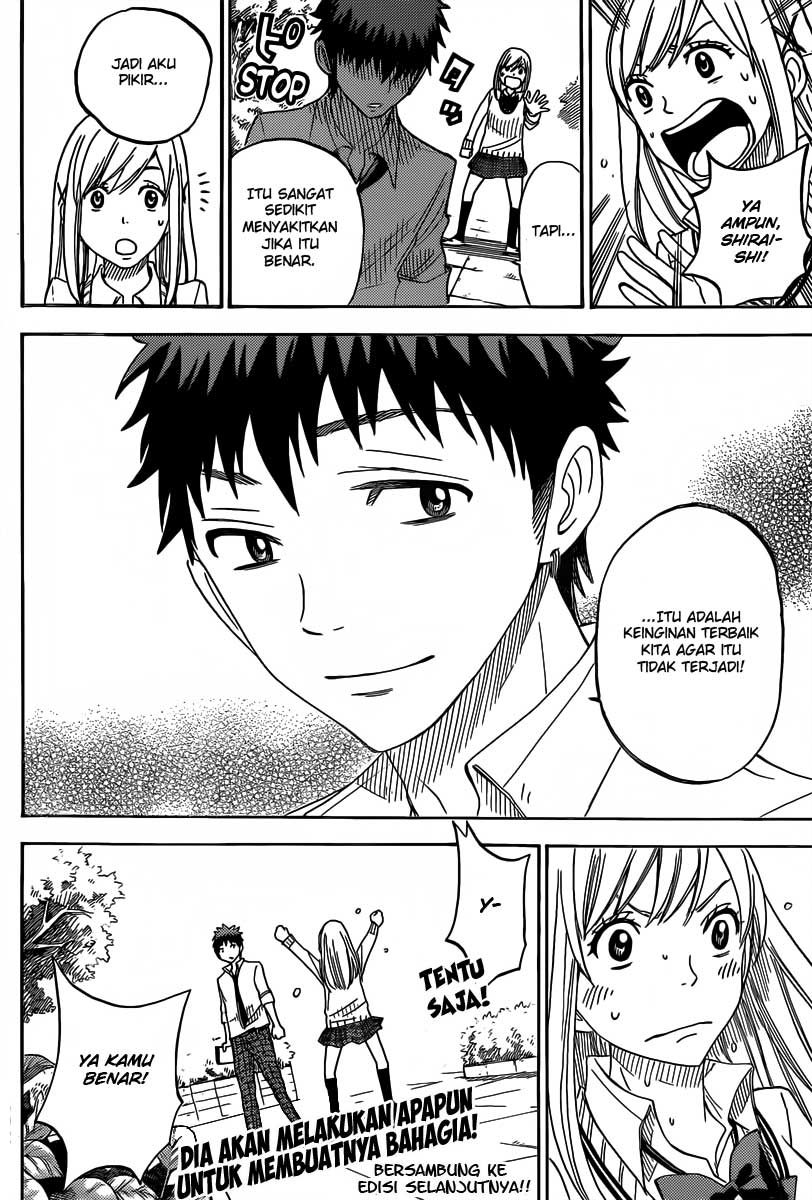 YA
AMPUN,
SHIRAI-
SHI!
TAPI...
ITU SANGAT
SEDIKIT
MENYAKITKAN
JIKA ITU
BENAR.
STOP
JADI AKU
PIKIR...
...ITU ADALAH
KEINGINAN TERBAIK
KITA AGAR ITU
TIDAK TERJADI!
Y-
TENTU
SAJA!
YA KAMU
BENAR!
DIA AKAN MELAKUKAN APAPUN
UNTUK MEMBUATNYA BAHAGIA!
BERSAMBUNG KE
EDISI SELANJUTNYA!!